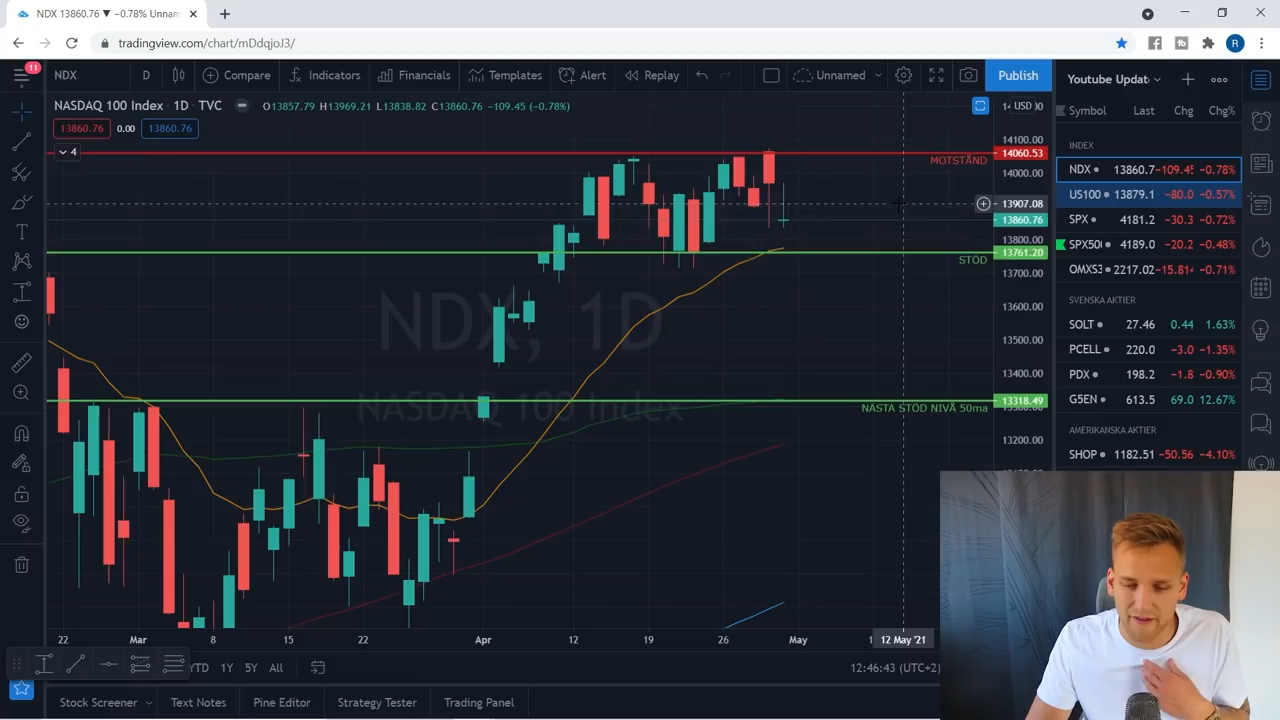 NDX 13860.76 ▼ −0.78% Unnam
tradingview.com/chart/mDdqjoJ3/
R
11
NDX
D
Compare
Indicators
Financials
Templates
Alert
Replay
Unnamed
Publish
Youtube Updat
NASDAQ 100 Index · 1D · TVC
O13857.79 H13969.21 L13838.82 C13860.76 −109.45 (−0.78%)
USD
13860.76 0.00 13860.76
4
Symbol Last Chg Chg%
INDEX
NDX 13860.7 −109.45 −0.78%
US100 13879.1 −80.0 −0.57%
SPX 4181.2 −30.3 −0.72%
SPX50 4189.0 −20.2 −0.48%
OMXS3 2217.02 −15.81 −0.71%
SVENSKA AKTIER
SOLT 27.46 0.44 1.63%
PCELL 220.0 −3.0 −1.35%
PDX 198.2 −1.8 −0.90%
G5EN 613.5 69.0 12.67%
AMERIKANSKA AKTIER
SHOP 1182.51 −50.56 −4.10%
14100.00
14060.53
MOTSTÅND
14000.00
13907.08
13860.76
13800.00
13761.20
STÖD
13700.00
13600.00
13500.00
13400.00
13318.49
NÄSTA STÖD NIVÅ 50ma
13200.00
NDX, 1D
NASDAQ 100 Index
22 Mar 8 15 22 Apr 12 19 26 May 12 May '21
YTD 1Y 5Y All
12:46:43 (UTC+2)
Stock Screener
Text Notes
Pine Editor
Strategy Tester
Trading Panel